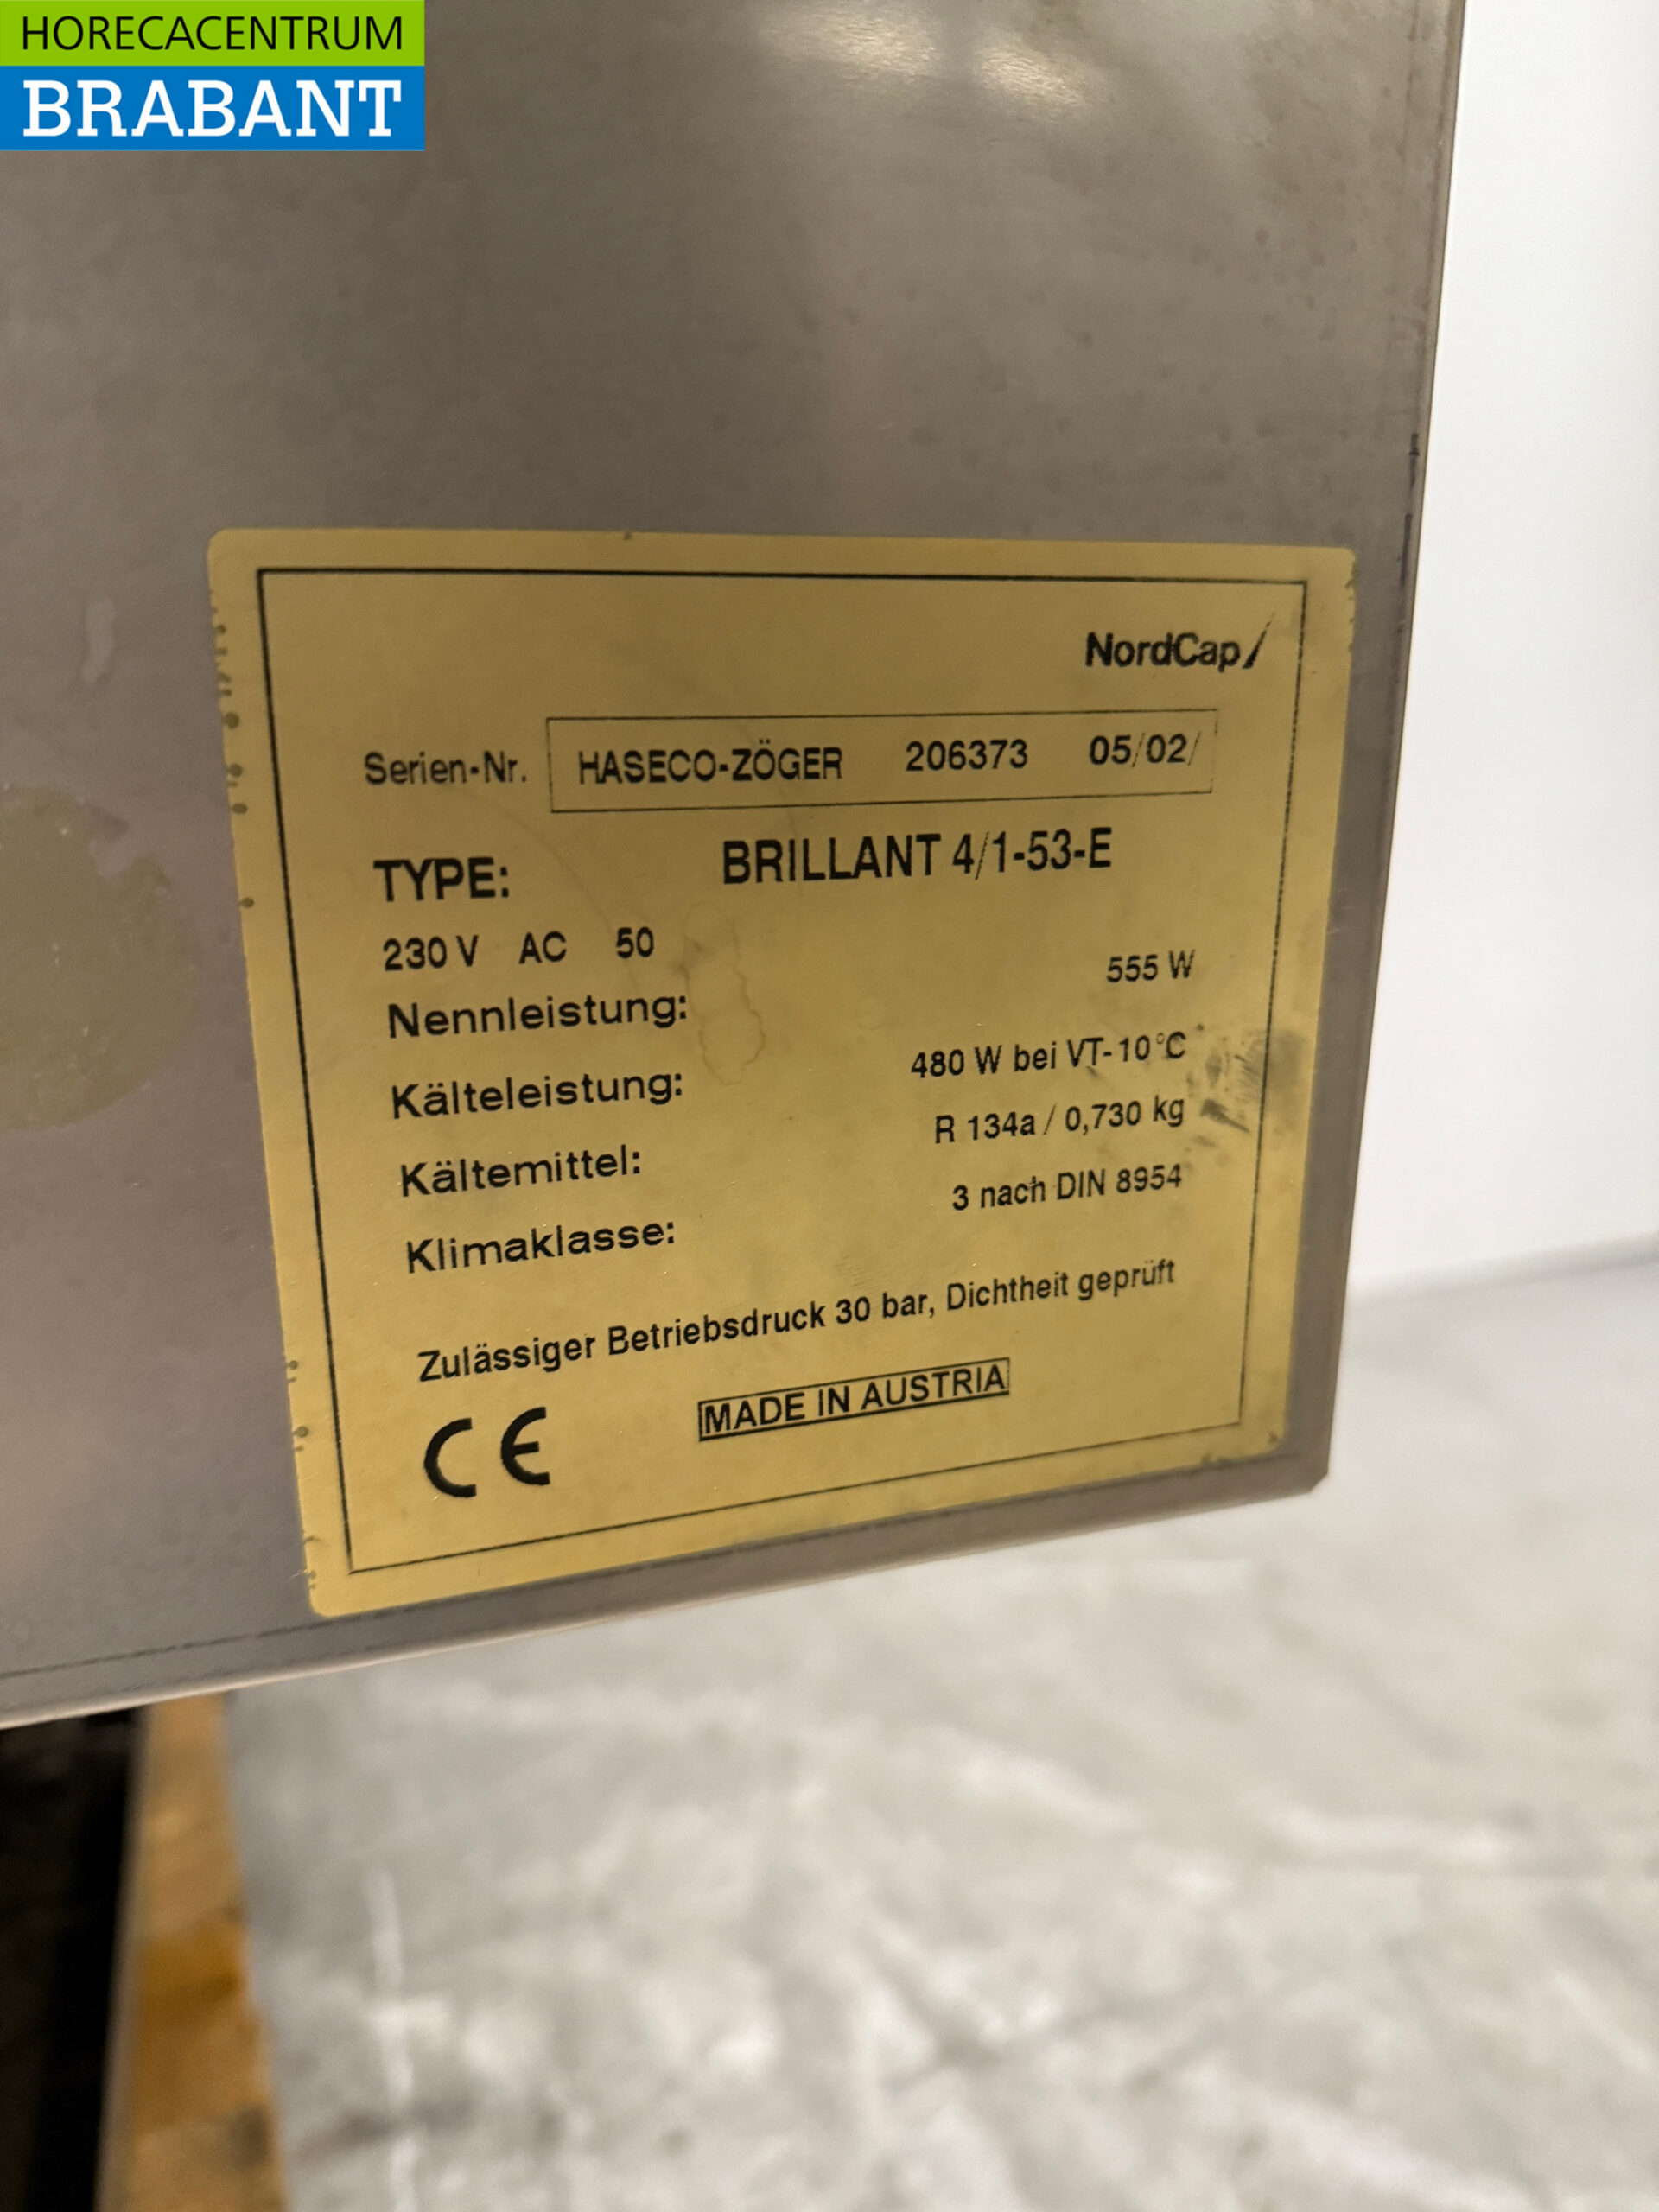 HORECACENTRUM
BRABANT
NordCap
Serien-Nr. HASECO-ZÖGER 206373 05/02/
TYPE: BRILLANT 4/1-53-E
230 V AC 50
Nennleistung: 555 W
Kälteleistung: 480 W bei VT-10°C
Kältemittel: R 134a / 0,730 kg
Klimaklasse: 3 nach DIN 8954
Zulässiger Betriebsdruck 30 bar, Dichtheit geprüft
CE MADE IN AUSTRIA